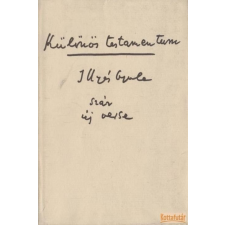 Különös testamentum
Illyés Gyula
száz
új verse